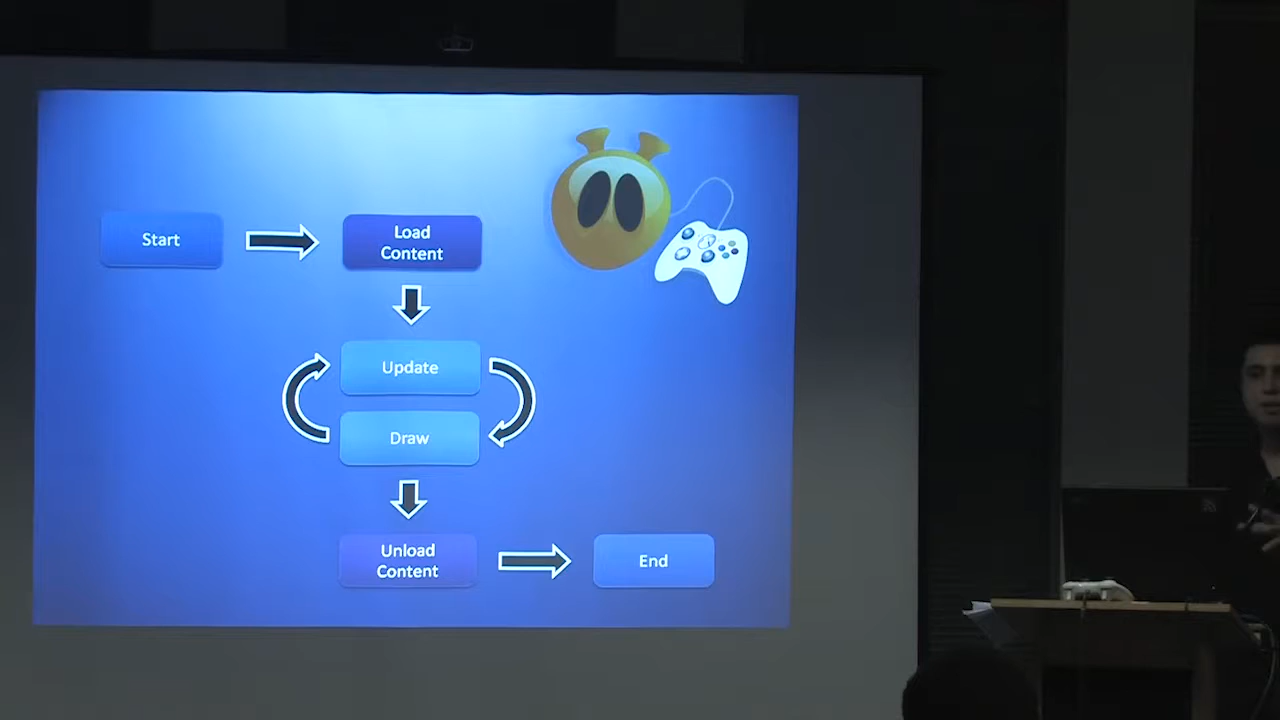 Start
Load
Content
Update
Draw
Unload
Content
End